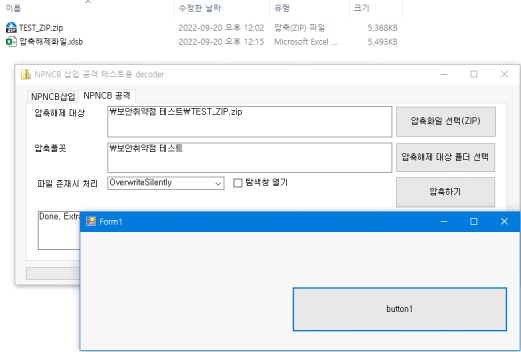 이름 수정한 날짜 유형 크기
TEST_ZIP.zip 2022-09-20 오후 12:02 압축(ZIP) 파일 5,368KB
압축해제화일.xlsb 2022-09-20 오후 12:15 Microsoft Excel ... 5,493KB
NPNCB 삽입 공격 테스트용 decoder
NPNCB삽입 NPNCB 공격
압축해제 대상 ₩보안취약점 테스트₩TEST_ZIP.zip 압축화일 선택(ZIP)
압축폴곳 ₩보안취약점 테스트 압축해제 대상 폴더 선택
파일 존재시 처리 OverwriteSilently 탐색창 열기 압축하기
Done, Extra
Form1
button1